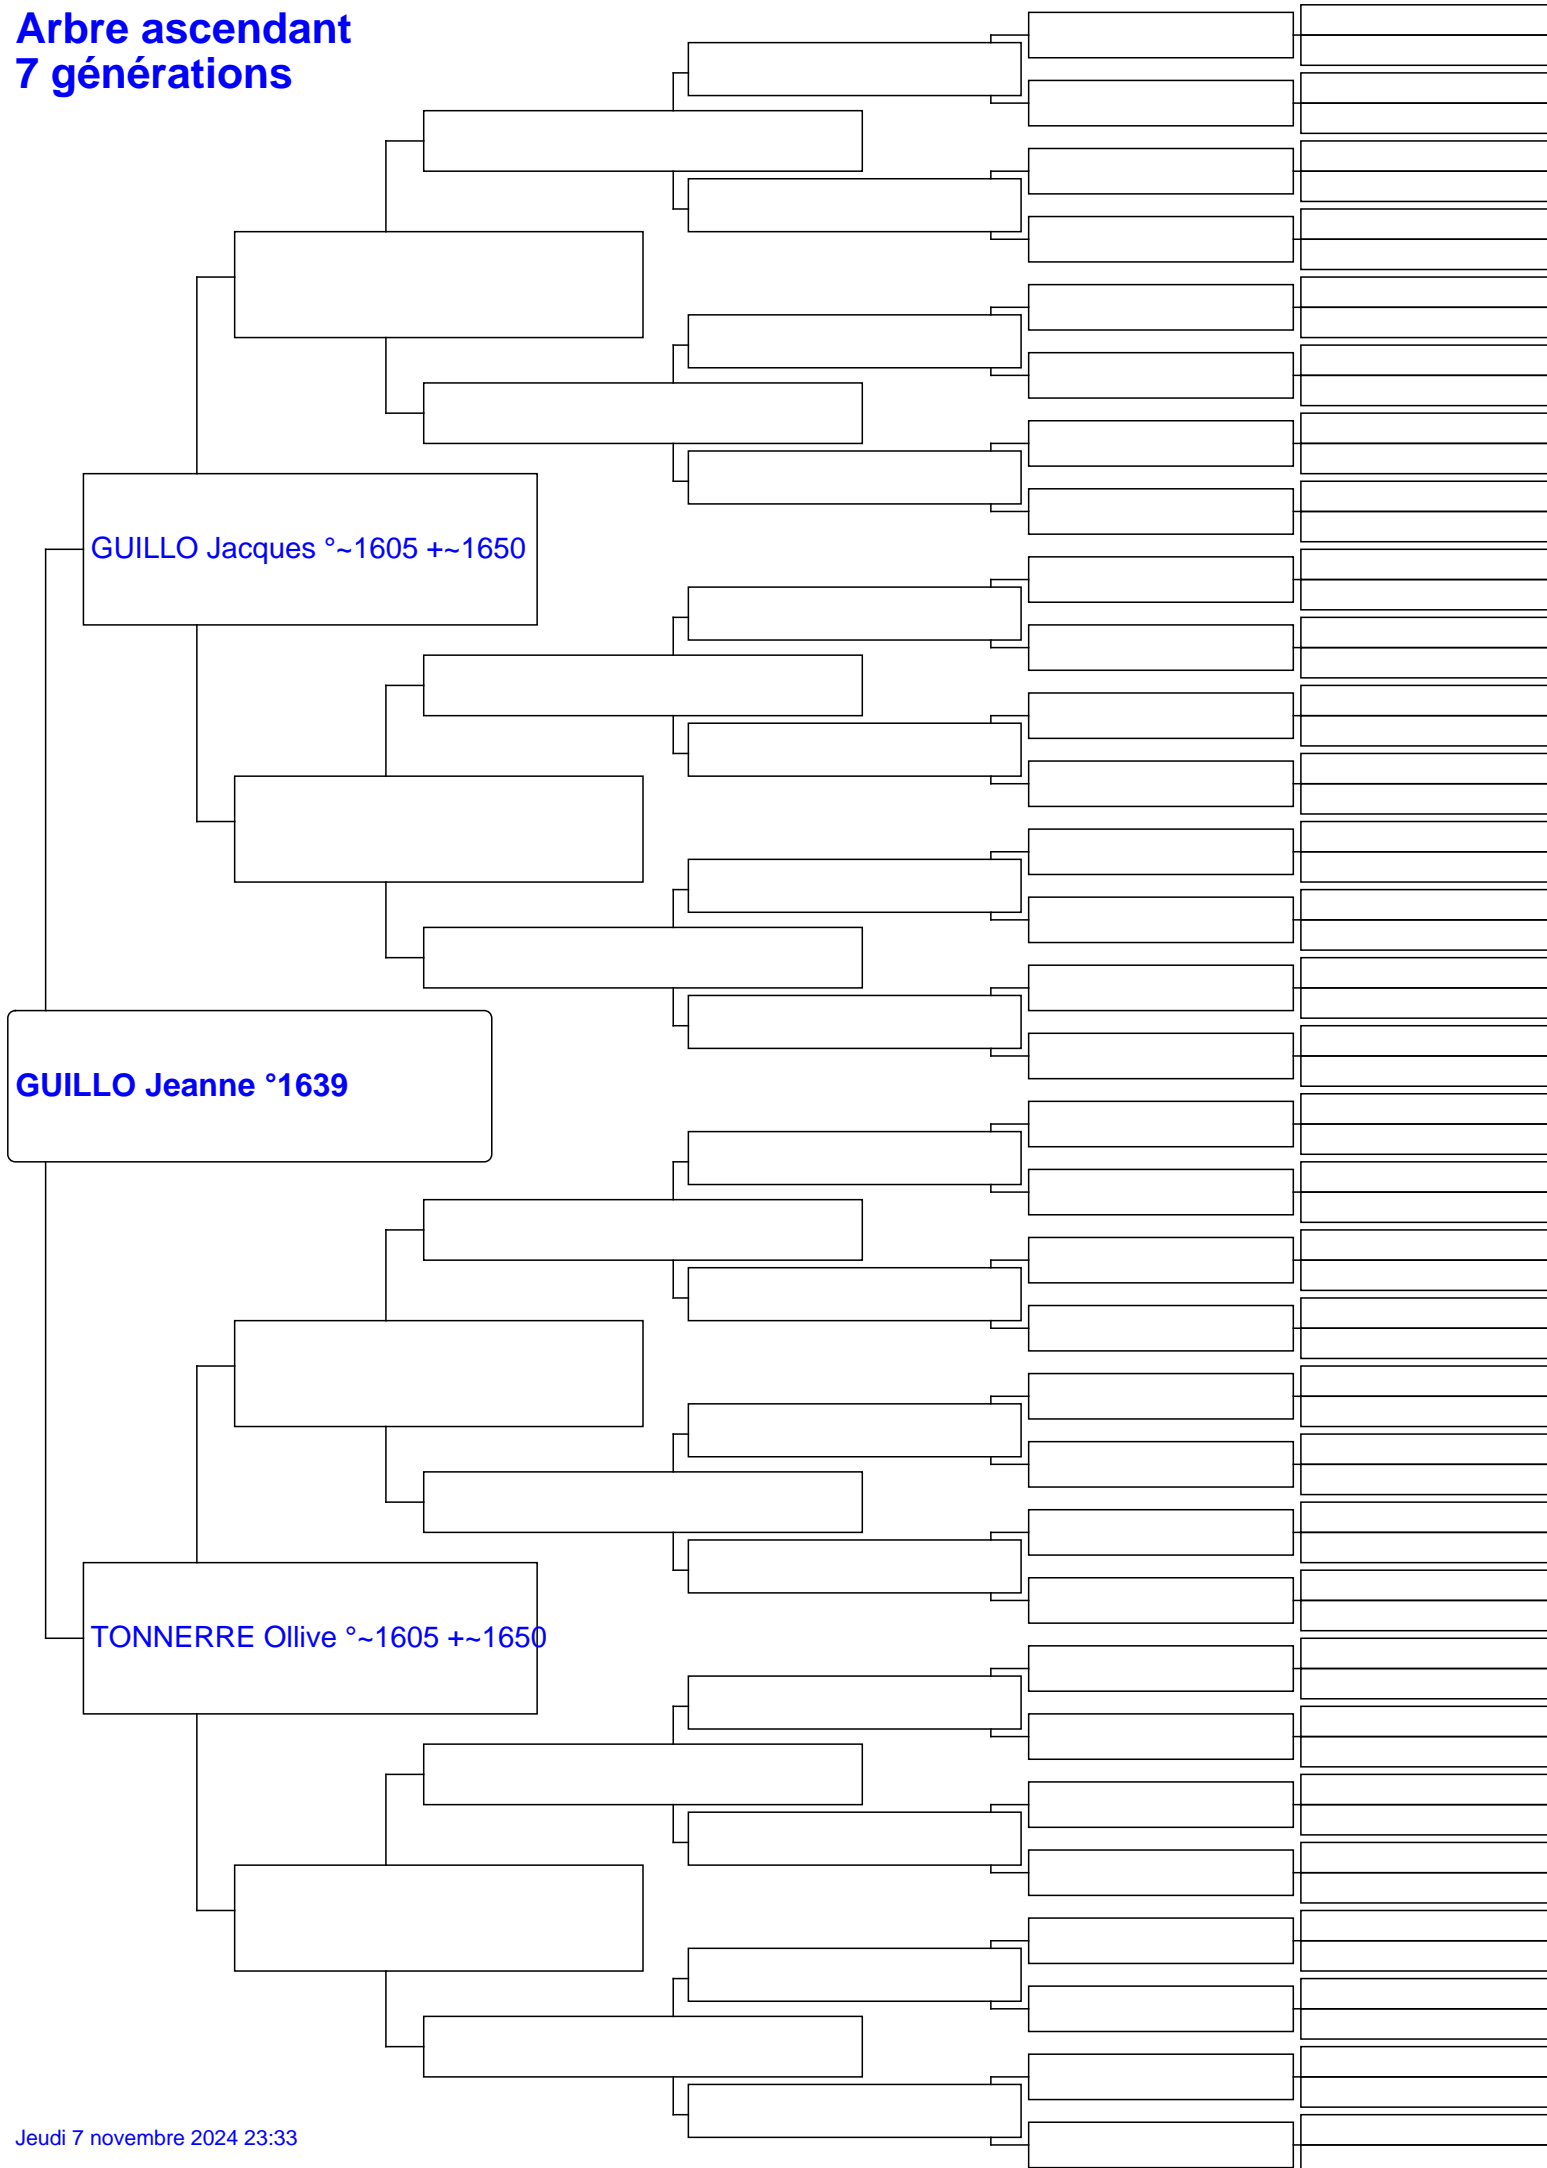 Arbre ascendant
7 générations
GUILLO Jacques °~1605 +~1650
GUILLO Jeanne °1639
TONNERRE Ollive °~1605 +~1650
Jeudi 7 novembre 2024 23:33